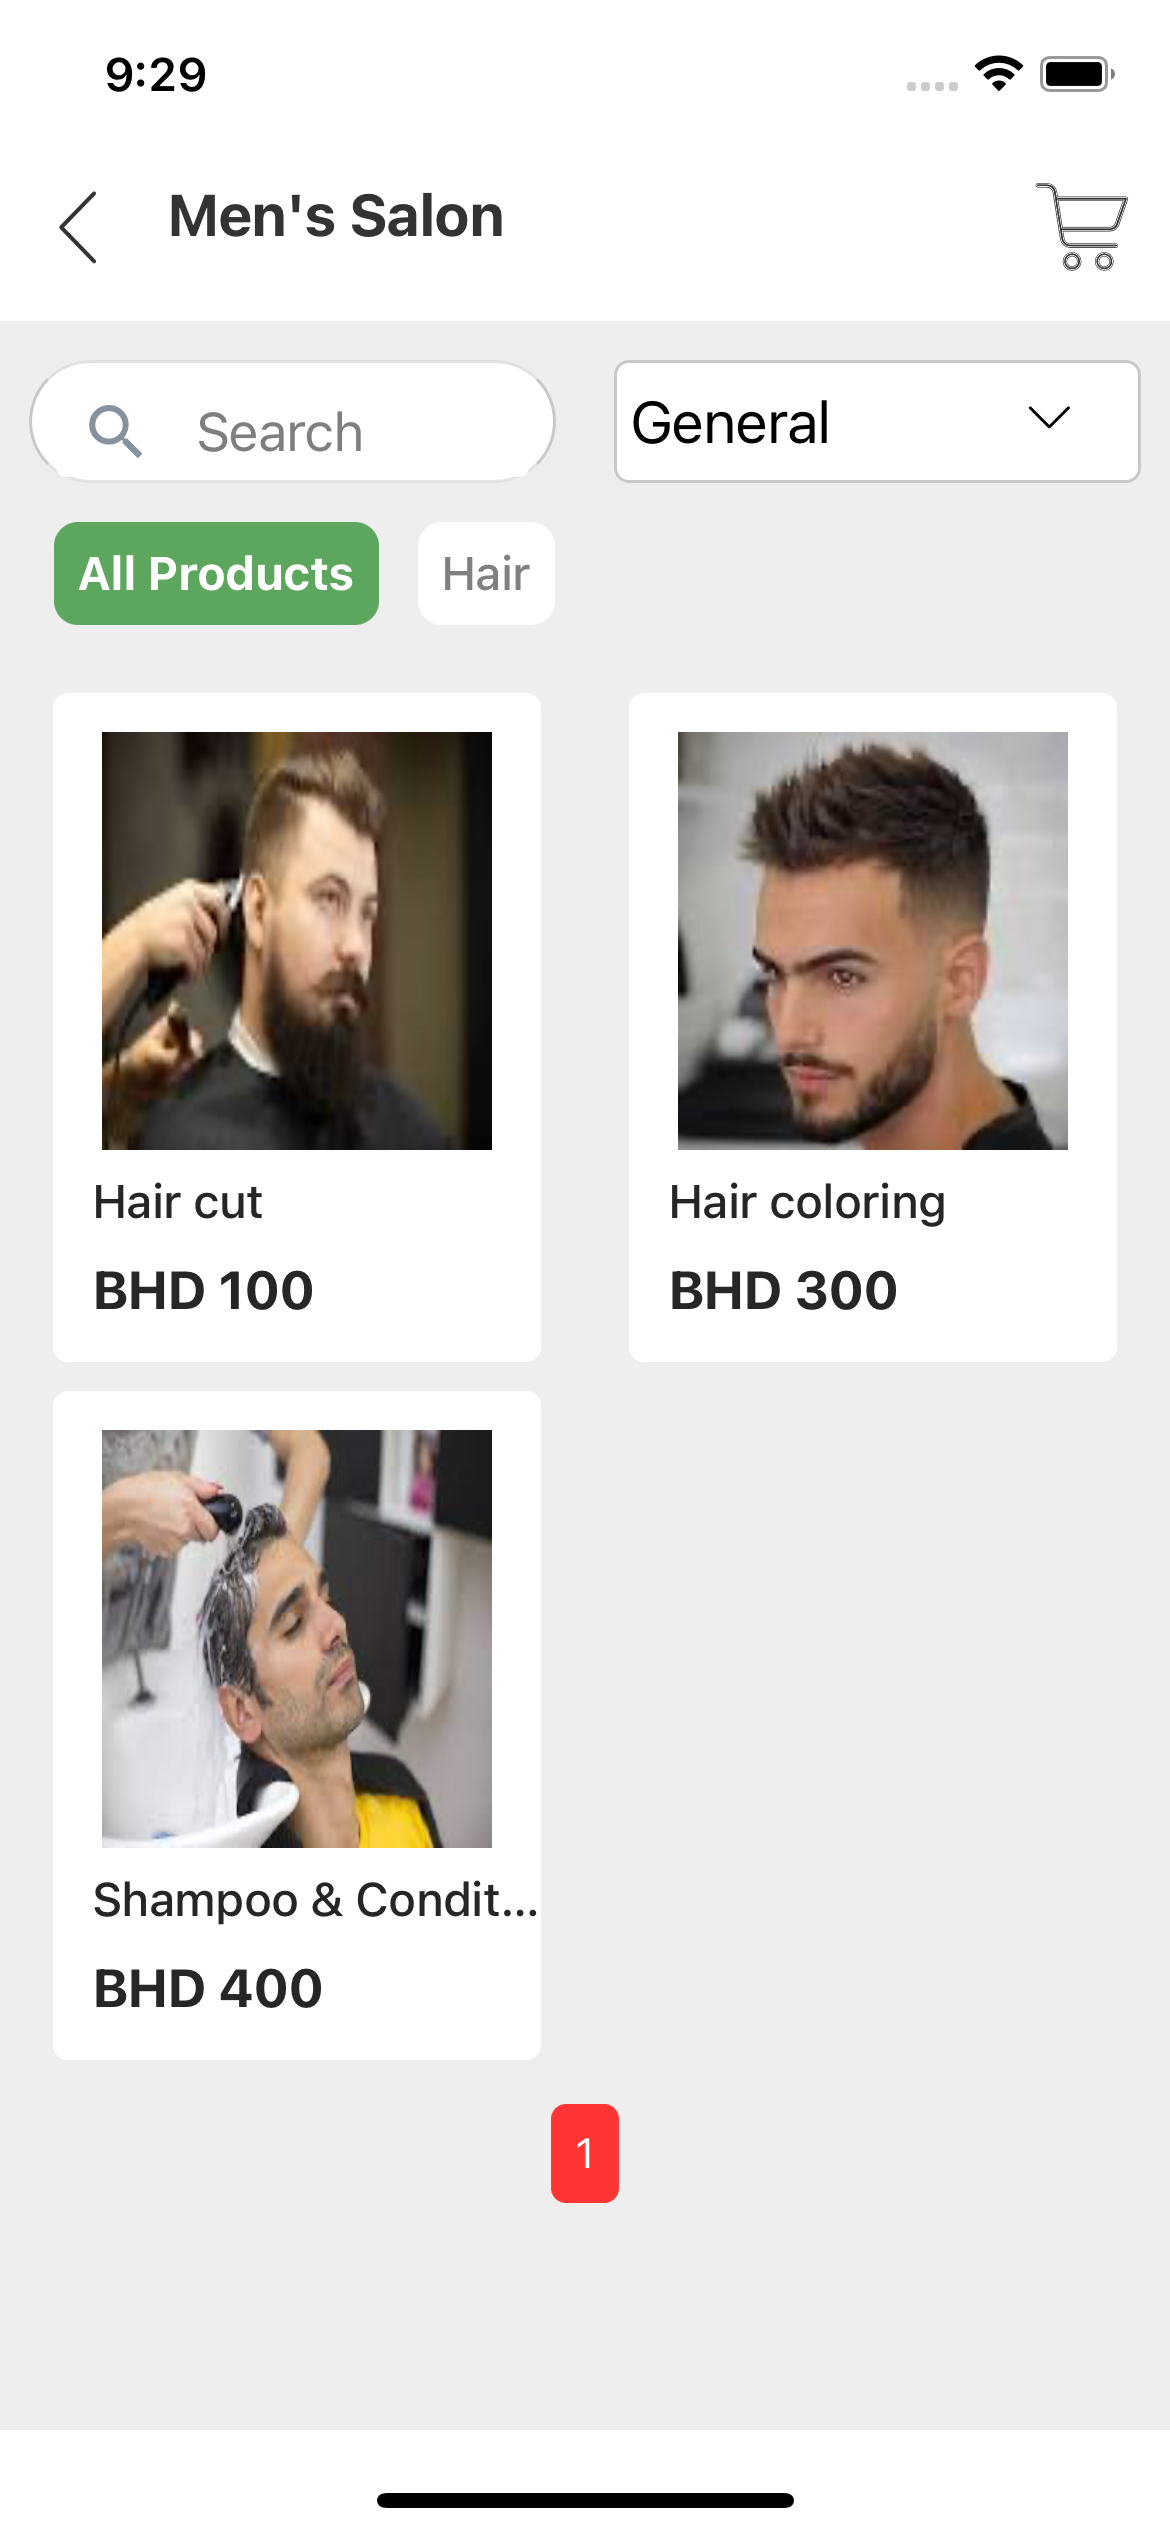 9:29
Men's Salon
Search
General
All Products
Hair
Hair cut
BHD 100
Hair coloring
BHD 300
Shampoo & Condit...
BHD 400
1